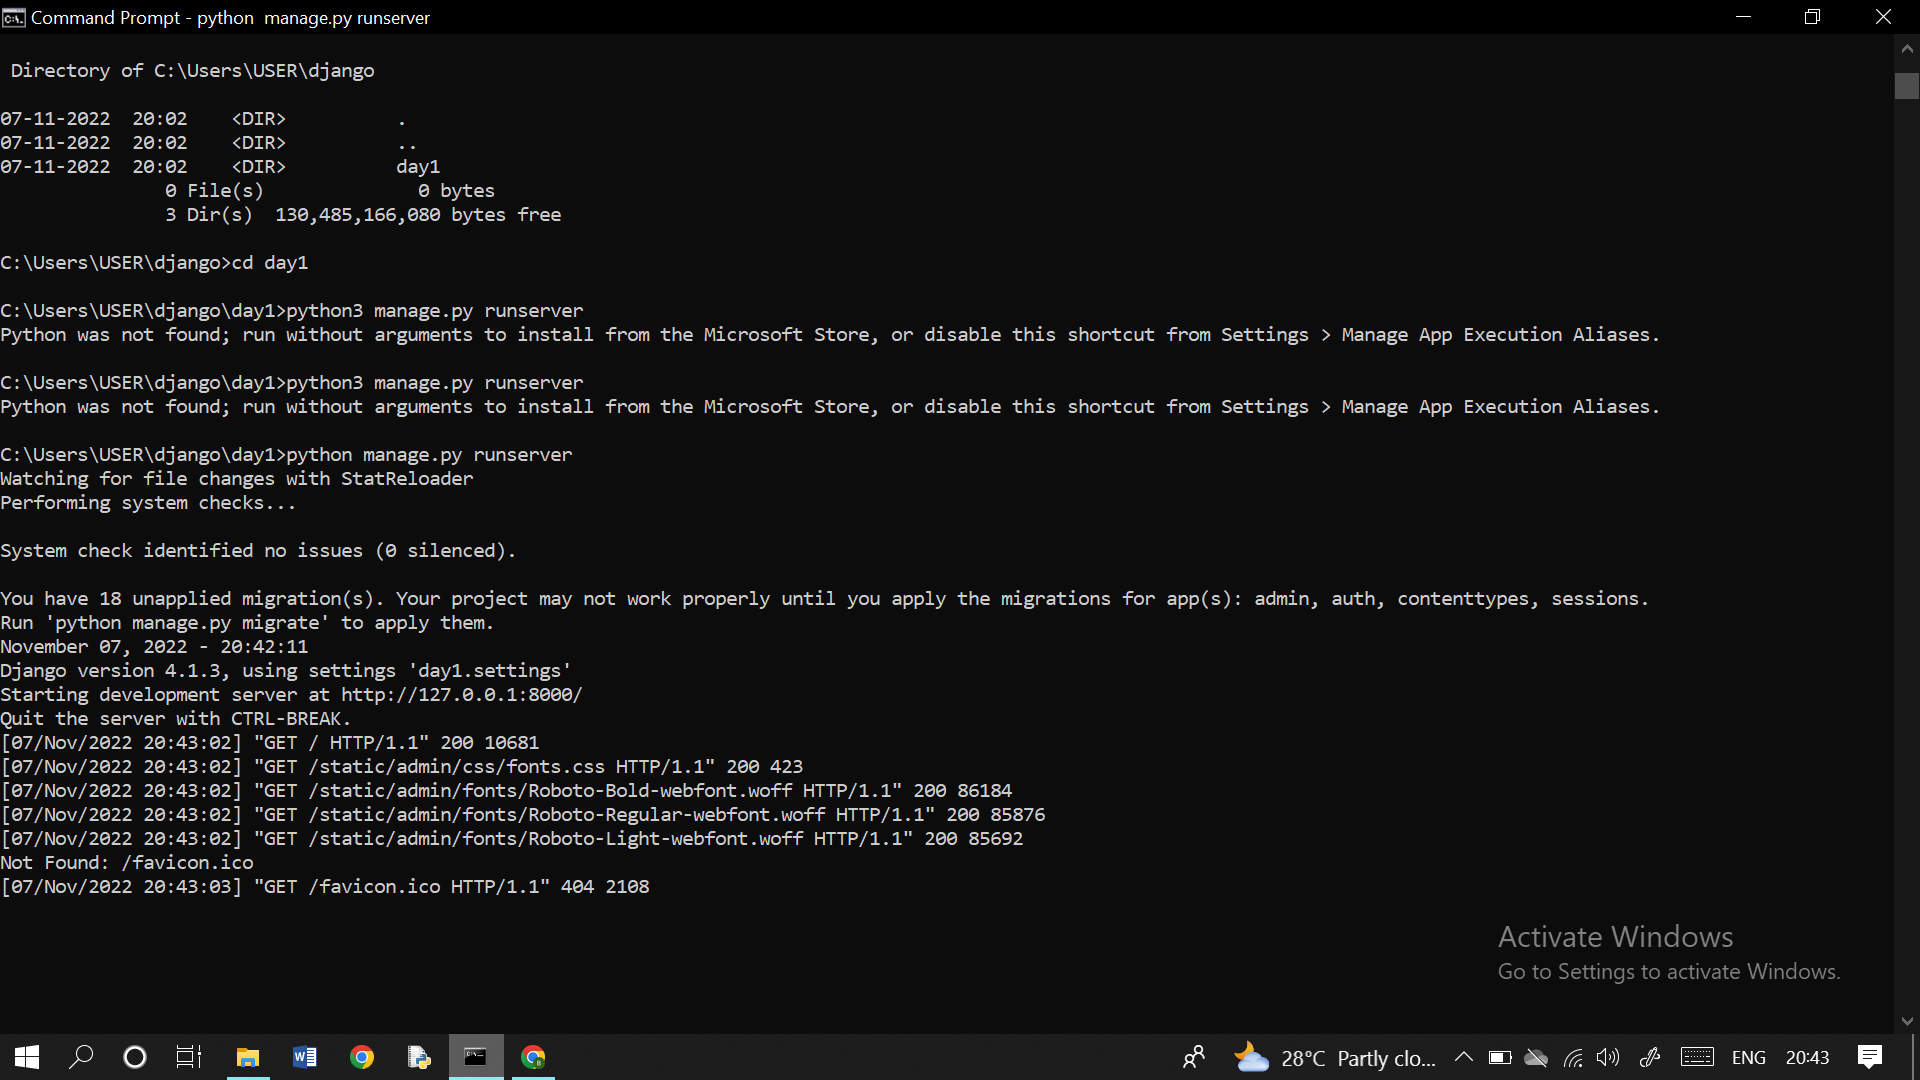 Command Prompt - python  manage.py runserver
 Directory of C:\Users\USER\django
07-11-2022  20:02    <DIR>          .
07-11-2022  20:02    <DIR>          ..
07-11-2022  20:02    <DIR>          day1
               0 File(s)              0 bytes
               3 Dir(s)  130,485,166,080 bytes free
C:\Users\USER\django>cd day1
C:\Users\USER\django\day1>python3 manage.py runserver
Python was not found; run without arguments to install from the Microsoft Store, or disable this shortcut from Settings > Manage App Execution Aliases.
C:\Users\USER\django\day1>python3 manage.py runserver
Python was not found; run without arguments to install from the Microsoft Store, or disable this shortcut from Settings > Manage App Execution Aliases.
C:\Users\USER\django\day1>python manage.py runserver
Watching for file changes with StatReloader
Performing system checks...
System check identified no issues (0 silenced).
You have 18 unapplied migration(s). Your project may not work properly until you apply the migrations for app(s): admin, auth, contenttypes, sessions.
Run 'python manage.py migrate' to apply them.
November 07, 2022 - 20:42:11
Django version 4.1.3, using settings 'day1.settings'
Starting development server at http://127.0.0.1:8000/
Quit the server with CTRL-BREAK.
[07/Nov/2022 20:43:02] "GET / HTTP/1.1" 200 10681
[07/Nov/2022 20:43:02] "GET /static/admin/css/fonts.css HTTP/1.1" 200 423
[07/Nov/2022 20:43:02] "GET /static/admin/fonts/Roboto-Bold-webfont.woff HTTP/1.1" 200 86184
[07/Nov/2022 20:43:02] "GET /static/admin/fonts/Roboto-Regular-webfont.woff HTTP/1.1" 200 85876
[07/Nov/2022 20:43:02] "GET /static/admin/fonts/Roboto-Light-webfont.woff HTTP/1.1" 200 85692
Not Found: /favicon.ico
[07/Nov/2022 20:43:03] "GET /favicon.ico HTTP/1.1" 404 2108
Activate Windows
Go to Settings to activate Windows.
28°C Partly clo... ENG 20:43